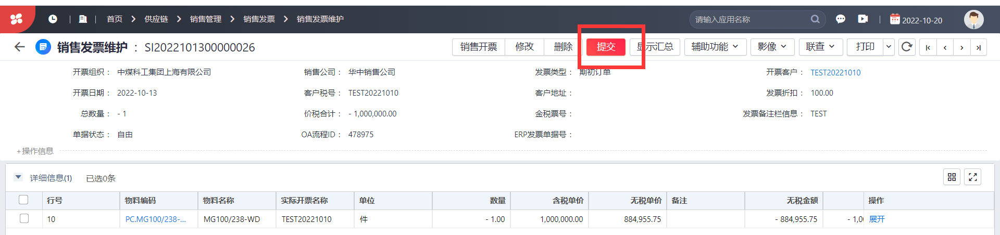 首页 供应链 销售管理 销售发票 销售发票维护 请输入应用名称 2022-10-20
销售发票维护 : SI2022101300000026 销售开票 修改 删除 提交 显示汇总 辅助功能 影像 联查 打印
开票组织: 中煤科工集团上海有限公司 销售公司: 华中销售公司 发票类型: 期初订单 开票客户: TEST20221010
开票日期: 2022-10-13 客户税号: TEST20221010 客户地址: 发票折扣: 100.00
总数量: - 1 价税合计: - 1,000,000.00 金税票号: 发票备注栏信息: TEST
单据状态: 自由 OA流程ID: 478975 ERP发票单据号:
+操作信息
详细信息(1) 已选0条
行号 物料编码 物料名称 实际开票名称 单位 数量 含税单价 无税单价 备注 无税金额 操作
10 PC.MG100/238-... MG100/238-WD TEST20221010 件 - 1.00 1,000,000.00 884,955.75 - 884,955.75 - 1,0 展开